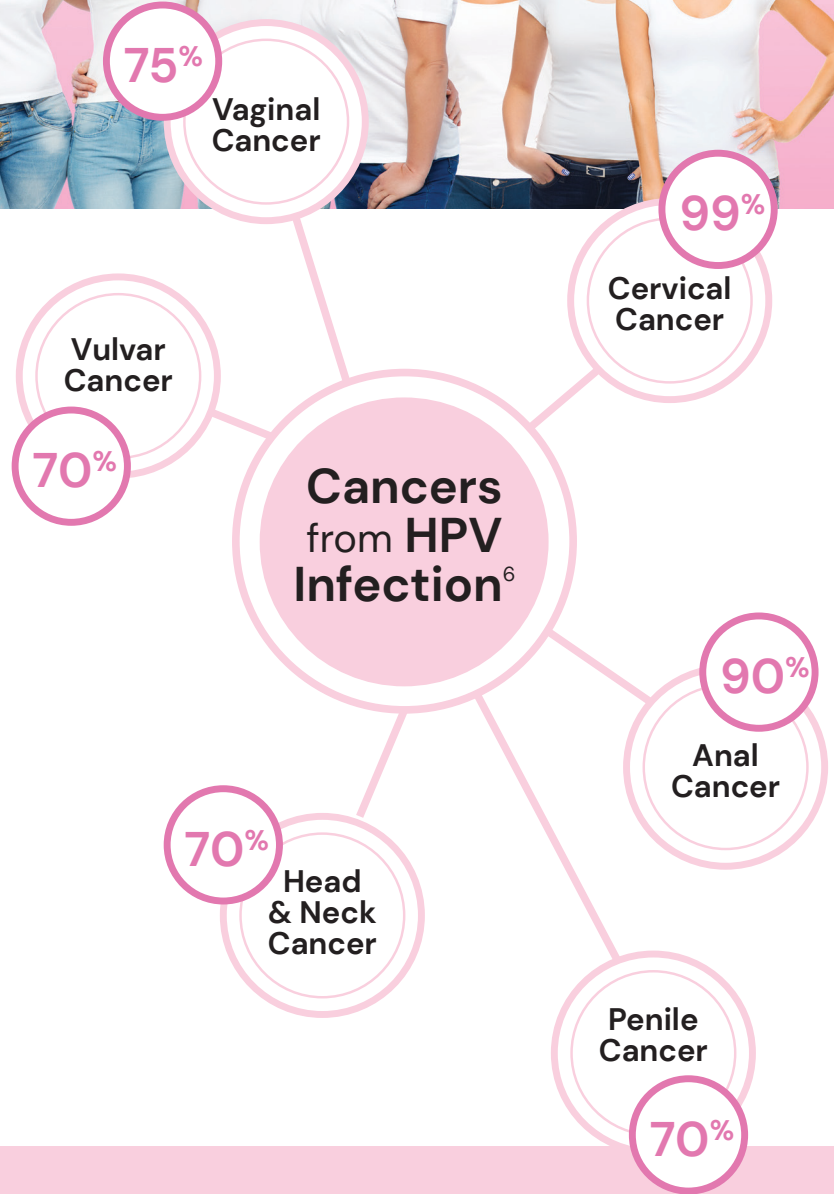 75%
Vaginal
Cancer
99%
Cervical
Cancer
Vulvar
Cancer
70%
Cancers
from HPV
Infection⁶
90%
Anal
Cancer
70%
Head
& Neck
Cancer
Penile
Cancer
70%